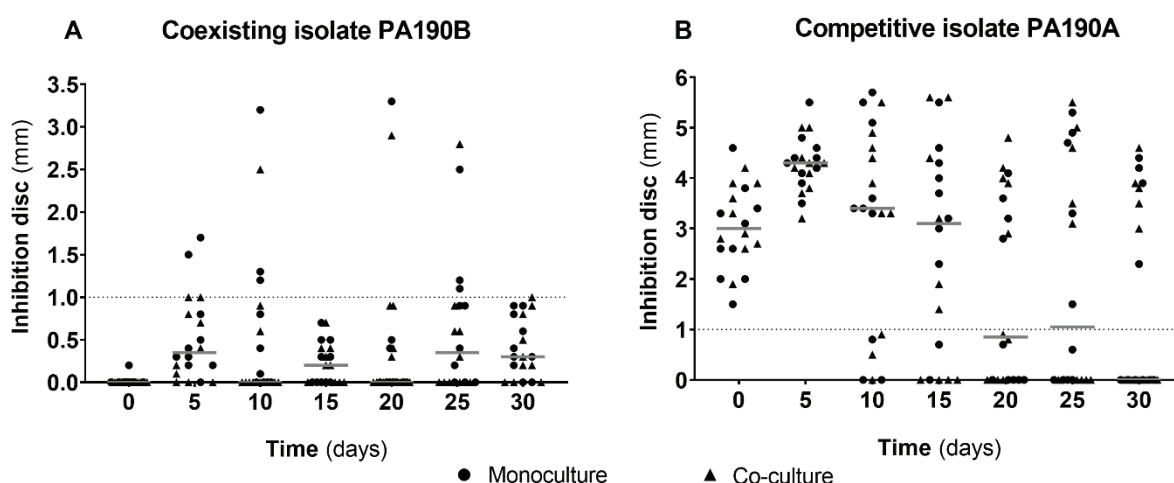 A Coexisting isolate PA190B
Inhibition disc (mm)
3.5
3.0
2.5
2.0
1.5
1.0
0.5
0.0
0 5 10 15 20 25 30
Time (days)
B Competitive isolate PA190A
Inhibition disc (mm)
6
5
4
3
2
1
0
0 5 10 15 20 25 30
Time (days)
Monoculture Co-culture